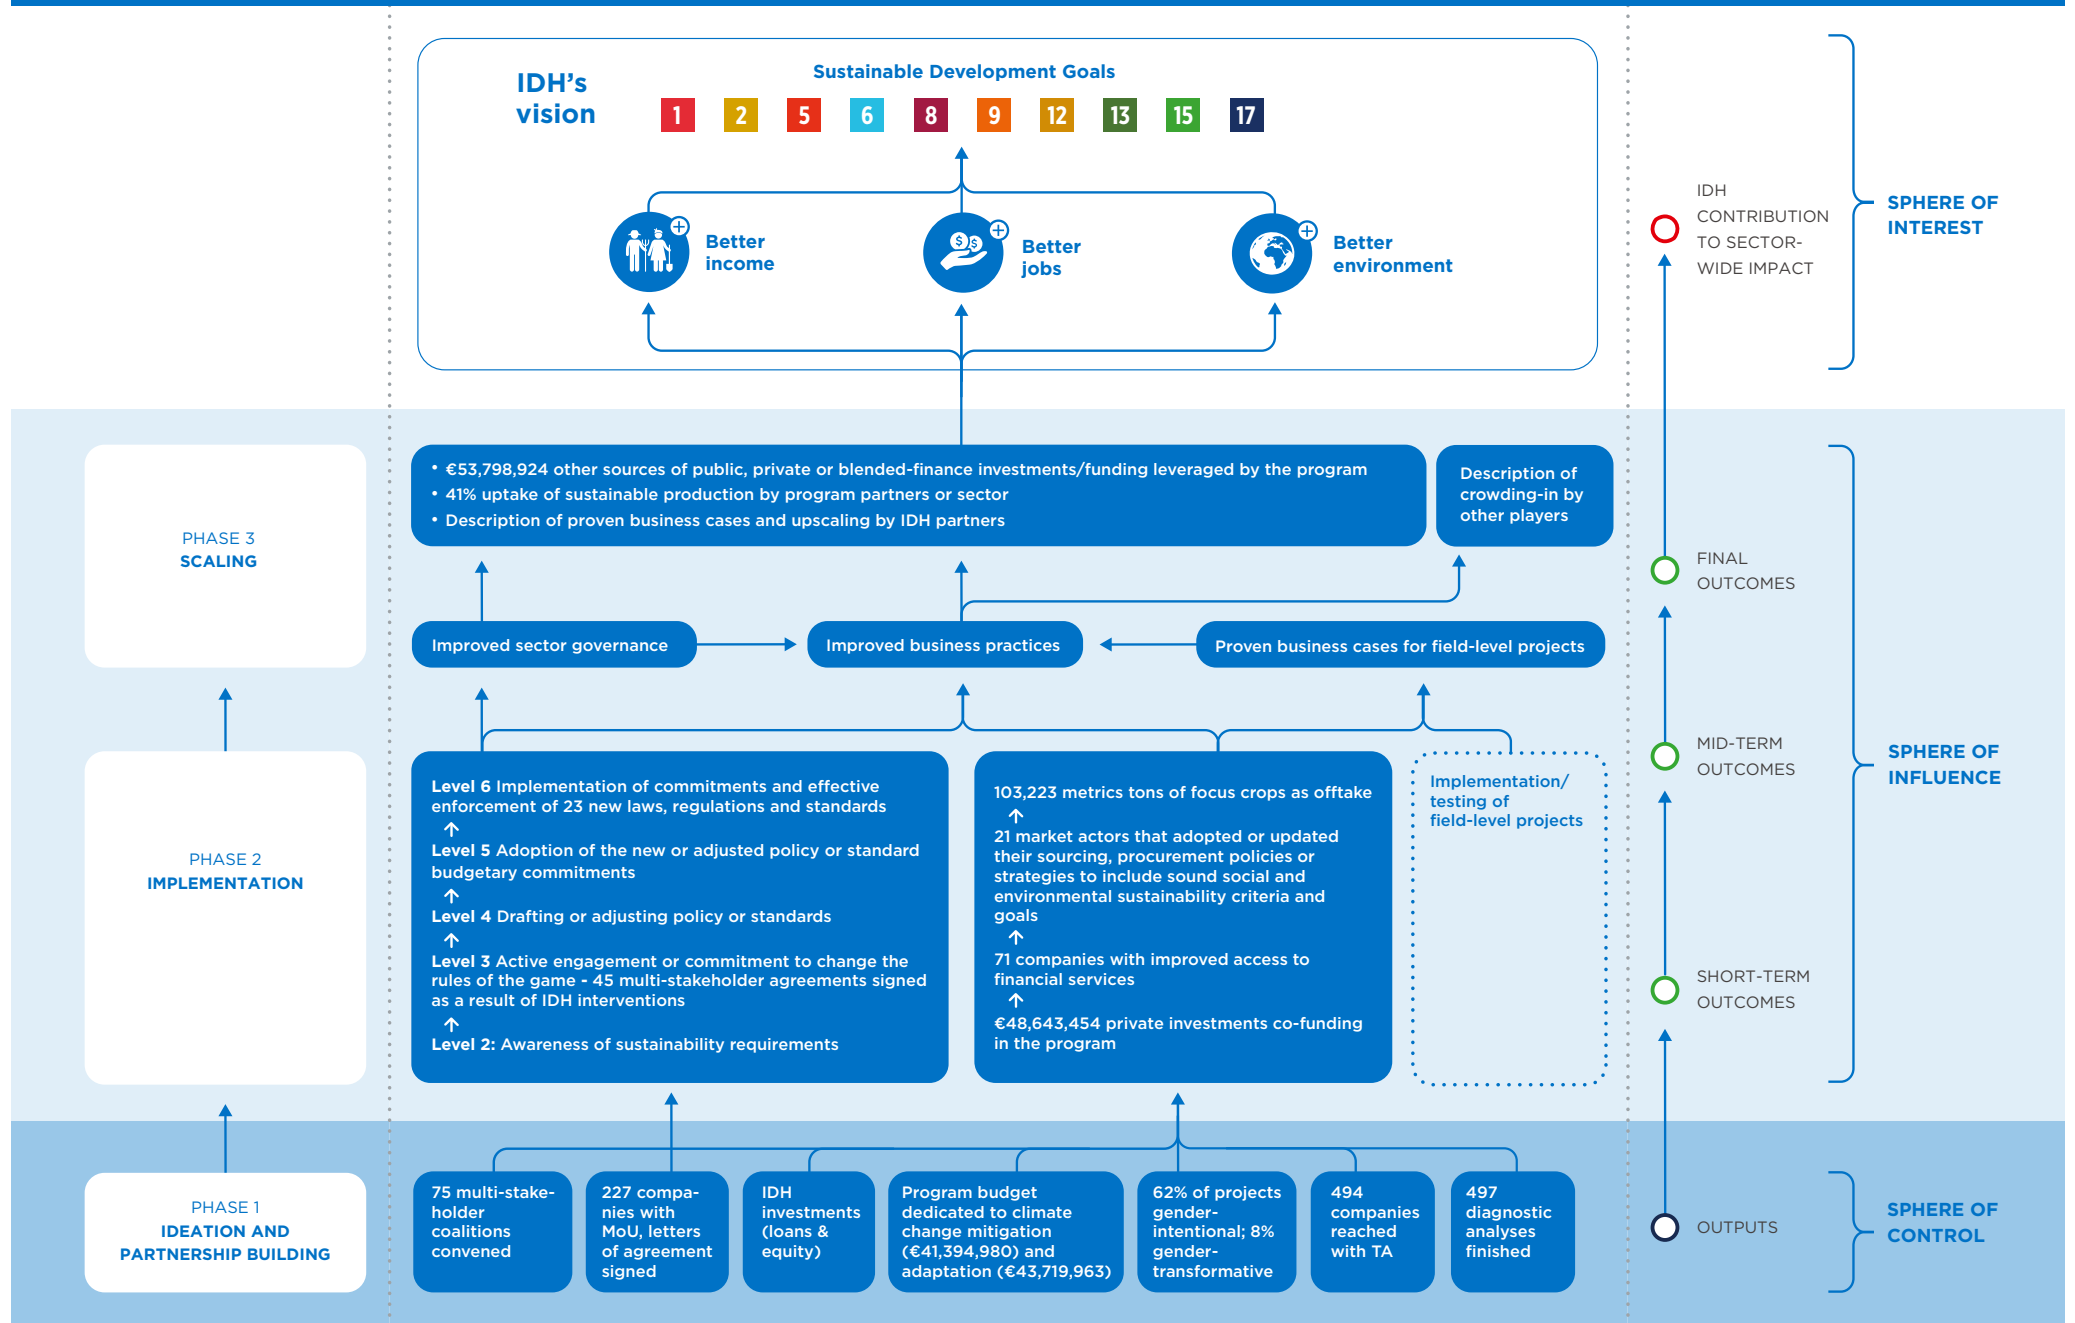 IDH's
vision
Sustainable Development Goals
1 2 5 6 8 9 12 13 15 17
Better
income
Better
jobs
Better
environment
IDH
CONTRIBUTION
TO SECTOR-
WIDE IMPACT
SPHERE OF
INTEREST
PHASE 3
SCALING
• €53,798,924 other sources of public, private or blended-finance investments/funding leveraged by the program
• 41% uptake of sustainable production by program partners or sector
• Description of proven business cases and upscaling by IDH partners
Description of
crowding-in by
other players
FINAL
OUTCOMES
Improved sector governance
Improved business practices
Proven business cases for field-level projects
PHASE 2
IMPLEMENTATION
Level 6 Implementation of commitments and effective
enforcement of 23 new laws, regulations and standards
Level 5 Adoption of the new or adjusted policy or standard
budgetary commitments
Level 4 Drafting or adjusting policy or standards
Level 3 Active engagement or commitment to change the
rules of the game - 45 multi-stakeholder agreements signed
as a result of IDH interventions
Level 2: Awareness of sustainability requirements
103,223 metrics tons of focus crops as offtake
21 market actors that adopted or updated
their sourcing, procurement policies or
strategies to include sound social and
environmental sustainability criteria and
goals
71 companies with improved access to
financial services
€48,643,454 private investments co-funding
in the program
Implementation/
testing of
field-level projects
MID-TERM
OUTCOMES
SHORT-TERM
OUTCOMES
SPHERE OF
INFLUENCE
PHASE 1
IDEATION AND
PARTNERSHIP BUILDING
75 multi-stake-
holder
coalitions
convened
227 compa-
nies with
MoU, letters
of agreement
signed
IDH
investments
(loans &
equity)
Program budget
dedicated to climate
change mitigation
(€41,394,980) and
adaptation (€43,719,963)
62% of projects
gender-
intentional; 8%
gender-
transformative
494
companies
reached
with TA
497
diagnostic
analyses
finished
OUTPUTS
SPHERE OF
CONTROL